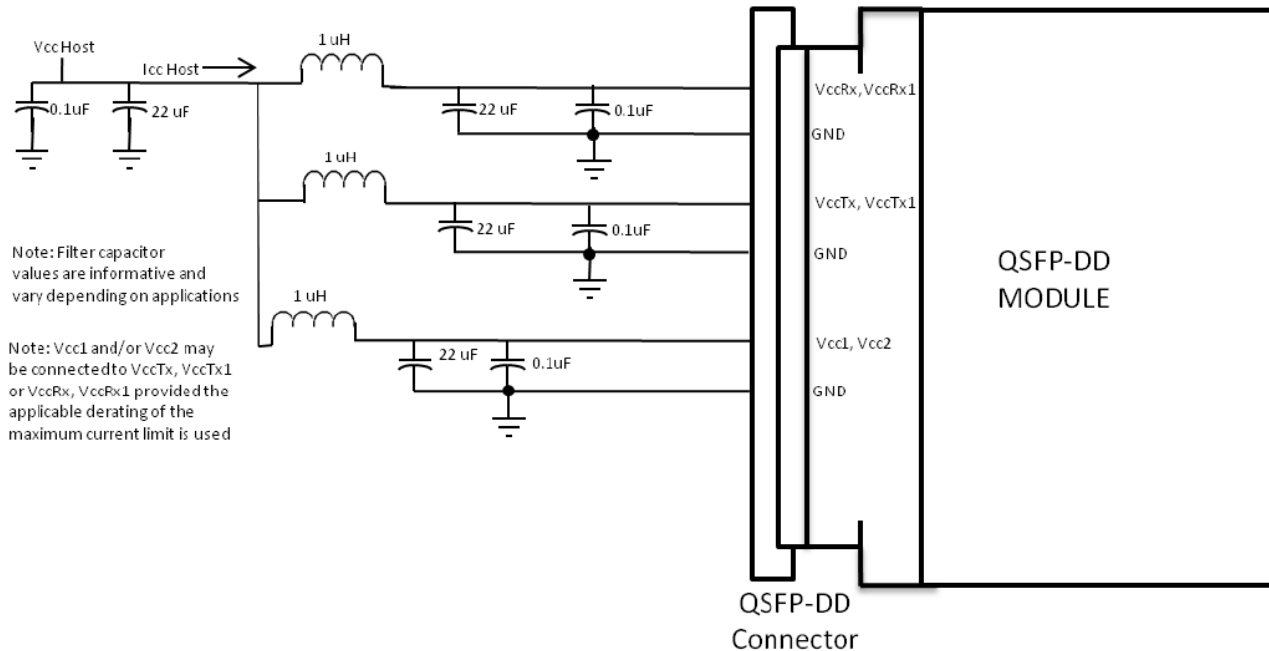 1 uH
Vcc Host
Icc Host
0.1uF
22 uF
22 uF
0.1uF
VccRx, VccRx1
GND
1 uH
22 uF
0.1uF
VccTx, VccTx1
GND
Note: Filter capacitor
values are informative and
vary depending on applications
1 uH
22 uF
0.1uF
Vcc1, Vcc2
GND
Note: Vcc1 and/or Vcc2 may
be connected to VccTx, VccTx1
or VccRx, VccRx1 provided the
applicable derating of the
maximum current limit is used
QSFP-DD
MODULE
QSFP-DD
Connector